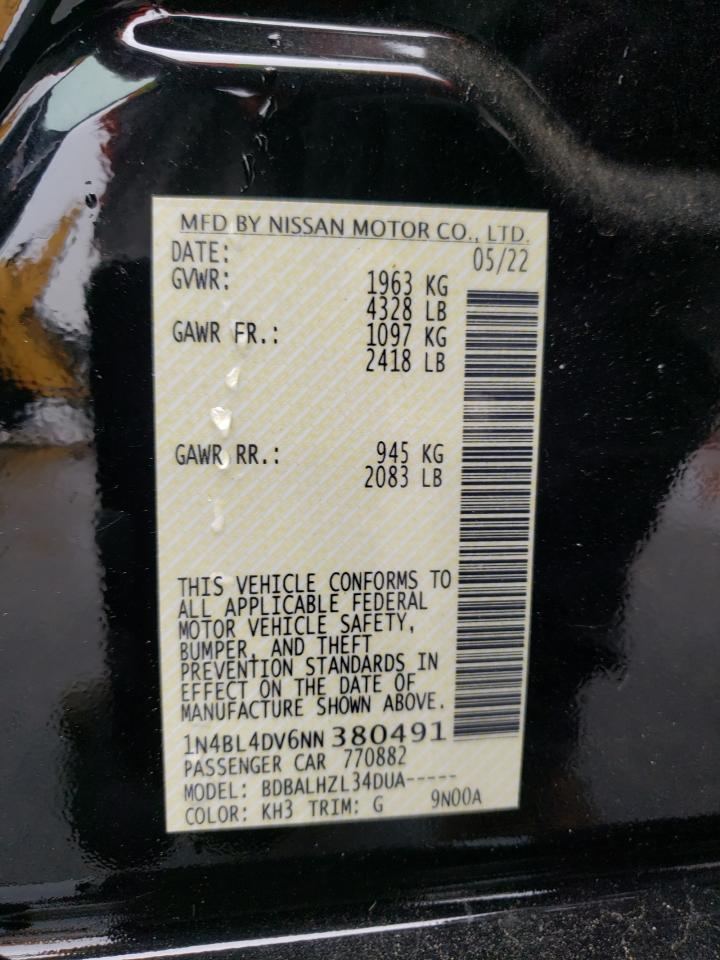 MFD BY NISSAN MOTOR CO., LTD.
DATE: 05/22
GVWR: 1963 KG
4328 LB
GAWR FR.: 1097 KG
2418 LB
GAWR RR.: 945 KG
2083 LB
THIS VEHICLE CONFORMS TO
ALL APPLICABLE FEDERAL
MOTOR VEHICLE SAFETY,
BUMPER, AND THEFT
PREVENTION STANDARDS IN
EFFECT ON THE DATE OF
MANUFACTURE SHOWN ABOVE.
1N4BL4DV6NN 380491
PASSENGER CAR 770882
MODEL: BDBALHZL34DUA-----
COLOR: KH3 TRIM: G 9N00A